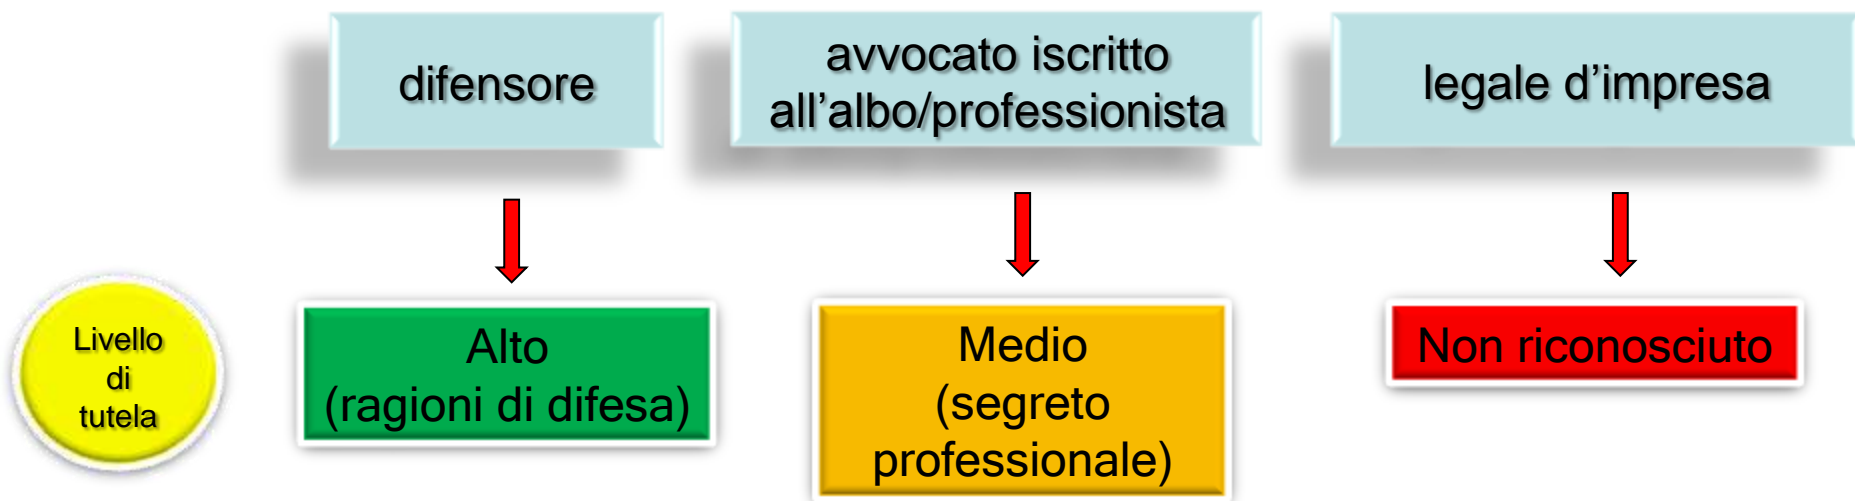 difensore
avvocato iscritto
all’albo/professionista
legale d’impresa
Livello
di
tutela
Alto
(ragioni di difesa)
Medio
(segreto
professionale)
Non riconosciuto